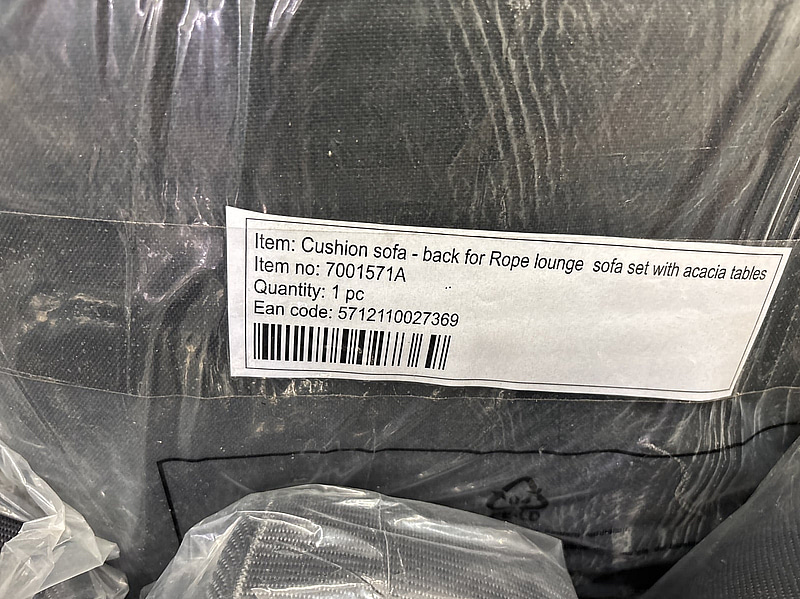 Item: Cushion sofa - back for Rope lounge sofa set with acacia tables
Item no: 7001571A
Quantity: 1 pc
Ean code: 5712110027369